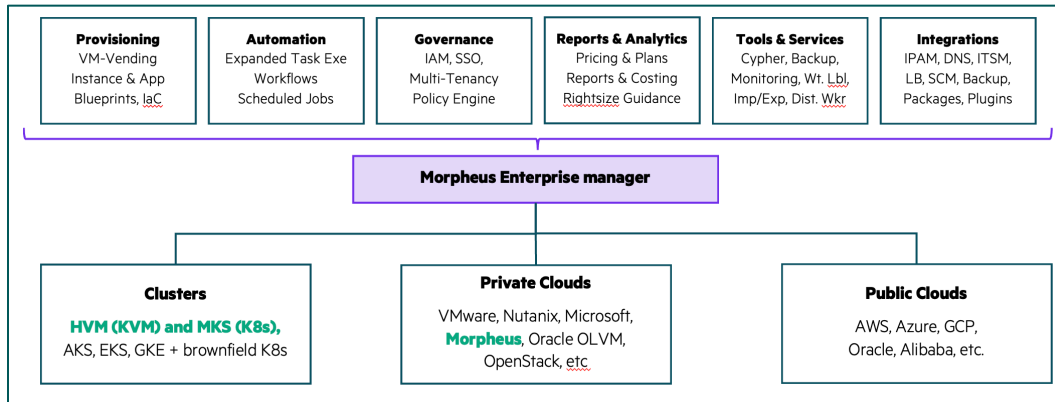 Provisioning
VM-Vending
Instance & App
Blueprints, IaC
Automation
Expanded Task Exe
Workflows
Scheduled Jobs
Governance
IAM, SSO,
Multi-Tenancy
Policy Engine
Reports & Analytics
Pricing & Plans
Reports & Costing
Rightsize Guidance
Tools & Services
Cypher, Backup,
Monitoring, Wt. Lbl,
Imp/Exp, Dist. Wkr
Integrations
IPAM, DNS, ITSM,
LB, SCM, Backup,
Packages, Plugins
Morpheus Enterprise manager
Clusters
HVM (KVM) and MKS (K8s),
AKS, EKS, GKE + brownfield K8s
Private Clouds
VMware, Nutanix, Microsoft,
Morpheus, Oracle OLVM,
OpenStack, etc
Public Clouds
AWS, Azure, GCP,
Oracle, Alibaba, etc.